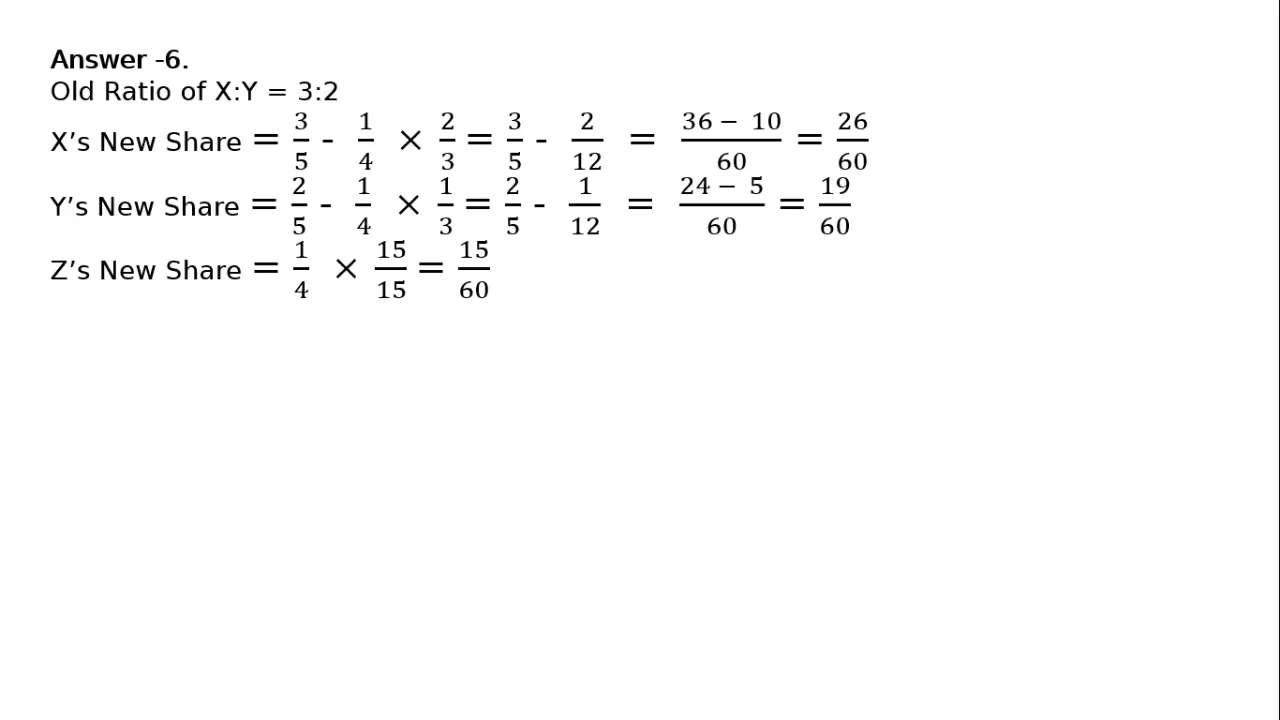 Answer -6.
Old Ratio of X:Y = 3:2
X’s New Share = 3/5 - 1/4 × 2/3 = 3/5 - 2/12 = (36 − 10)/60 = 26/60
Y’s New Share = 2/5 - 1/4 × 1/3 = 2/5 - 1/12 = (24 − 5)/60 = 19/60
Z’s New Share = 1/4 × 15/15 = 15/60